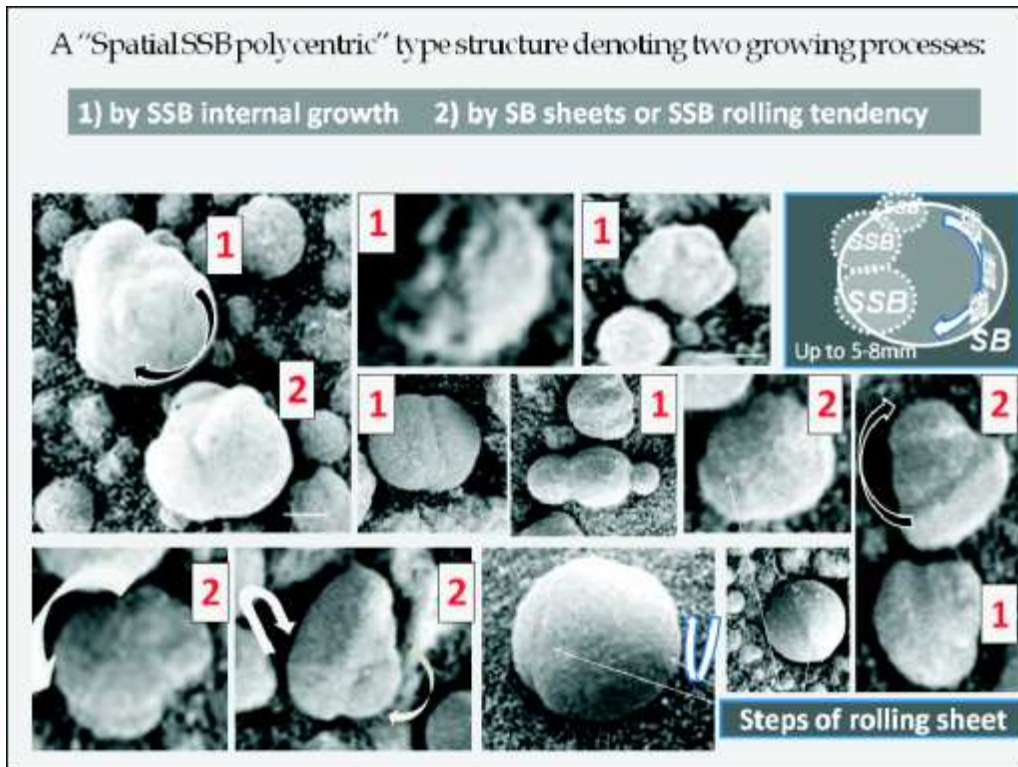 A “Spatial SSB polycentric” type structure denoting two growing processes:
1) by SSB internal growth 2) by SB sheets or SSB rolling tendency
1
1
1
SSB
SSB
SSB
SB
Up to 5-8mm
2
1
1
2
2
2
2
1
Steps of rolling sheet